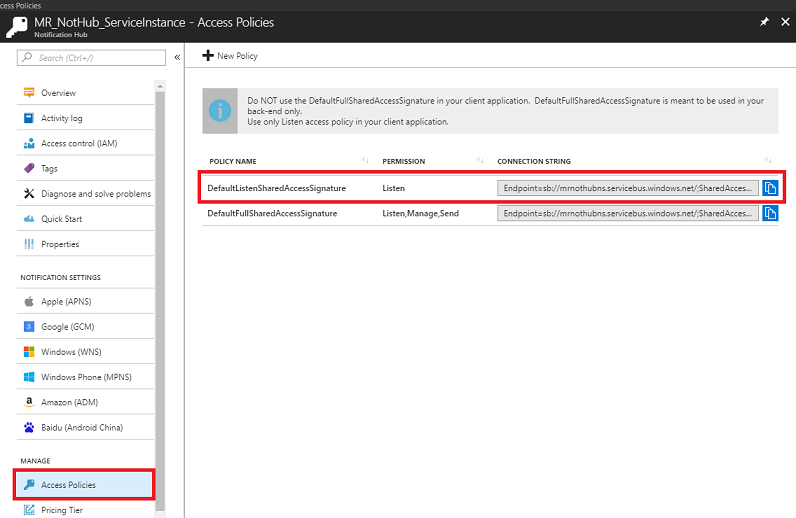 cess Policies
MR_NotHub_ServiceInstance - Access Policies
Notification Hub
Search (Ctrl+/)
Overview
Activity log
Access control (IAM)
Tags
Diagnose and solve problems
Quick Start
Properties
NOTIFICATION SETTINGS
Apple (APNS)
Google (GCM)
Windows (WNS)
Windows Phone (MPNS)
Amazon (ADM)
Baidu (Android China)
MANAGE
Access Policies
Pricing Tier
New Policy
Do NOT use the DefaultFullSharedAccessSignature in your client application. DefaultFullSharedAccessSignature is meant to be used in your
back-end only.
Use only Listen access policy in your client application.
POLICY NAME PERMISSION CONNECTION STRING
DefaultListenSharedAccessSignature Listen Endpoint=sb://mrnothubns.servicebus.windows.net/;SharedAcces...
DefaultFullSharedAccessSignature Listen,Manage,Send Endpoint=sb://mrnothubns.servicebus.windows.net/;SharedAcces...